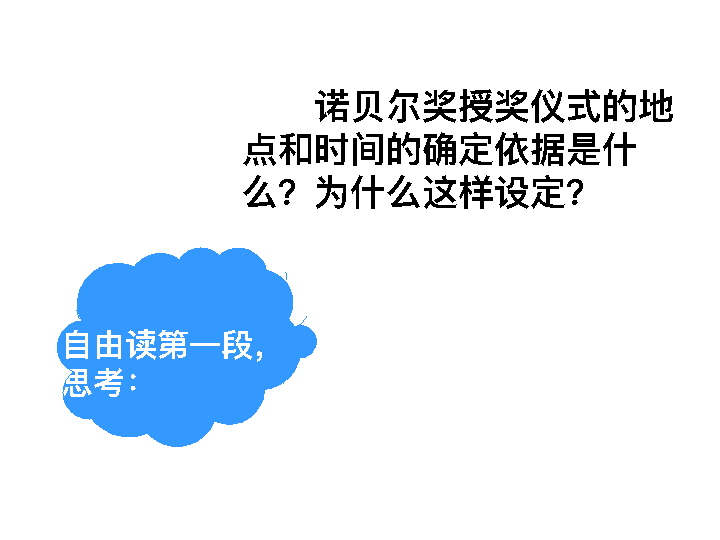 诺贝尔奖授奖仪式的地
点和时间的确定依据是什
么？为什么这样设定？
自由读第一段，
思考：